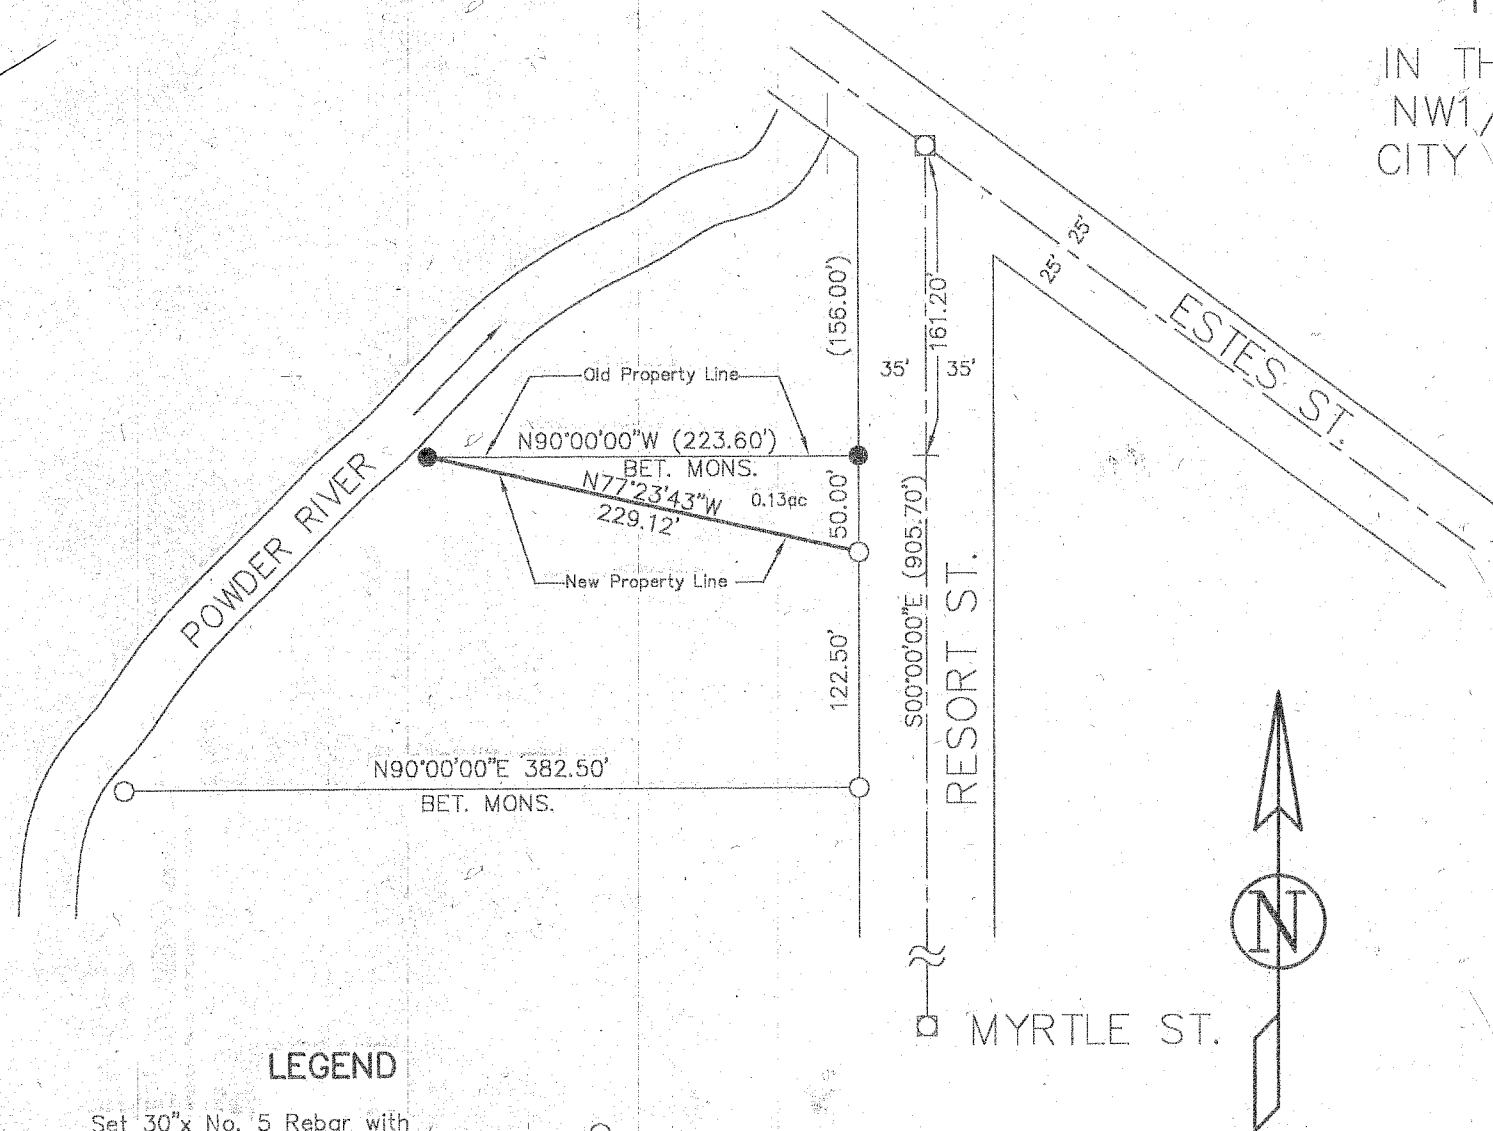 IN TH
NW1/
CITY
25'
25'
ESTES ST.
(156.00')
161.20'
35'
35'
Old Property Line
N90°00'00"W (223.60')
BET. MONS.
N77°23'43"W
229.12'
0.13ac
50.00'
New Property Line
POWDER RIVER
122.50'
S00°00'00"E (905.70')
RESORT ST.
N90°00'00"E 382.50'
BET. MONS.
N
MYRTLE ST.
LEGEND
Set 30"x No. 5 Rebar with